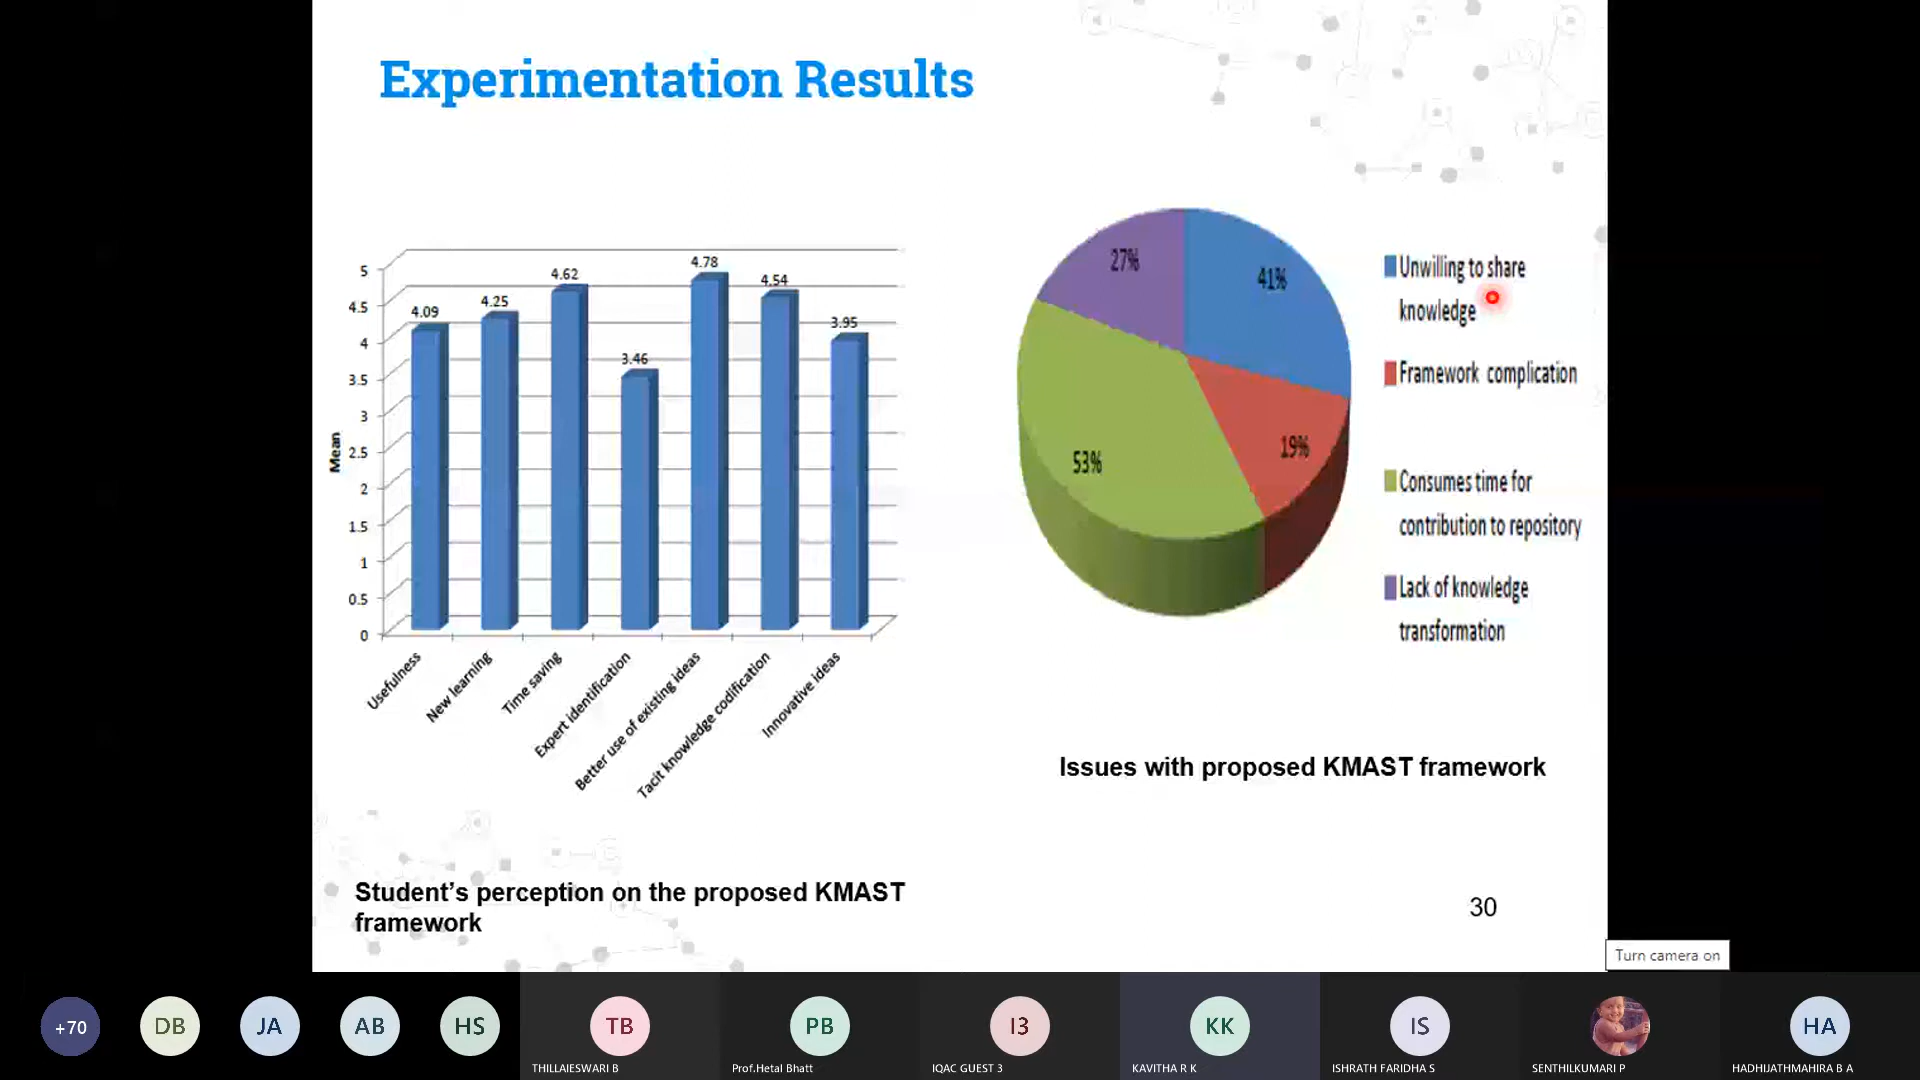 Experimentation Results
5
4.5
4
3.5
3
2.5
2
1.5
1
0.5
0
Mean
4.09
4.25
4.62
3.46
4.78
4.54
3.95
Usefulness
New learning
Time saving
Expert identification
Better use of existing ideas
Tacit knowledge codification
Innovative ideas
Student’s perception on the proposed KMAST
framework
27%
41%
53%
19%
Unwilling to share
knowledge
Framework complication
Consumes time for
contribution to repository
Lack of knowledge
transformation
Issues with proposed KMAST framework
30
Turn camera on
+70
DB
JA
AB
HS
TB
THILLAIESWARI B
PB
Prof.Hetal Bhatt
I3
IQAC GUEST 3
KK
KAVITHA R K
IS
ISHRATH FARIDHA S
SENTHILKUMARI P
HA
HADHIJATHMAHIRA B A